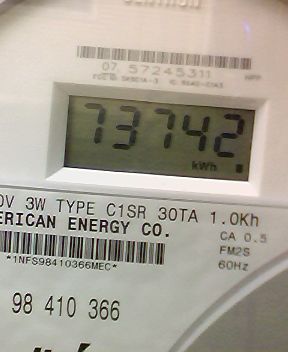 CENTRON
07 57245311
73742
kWh
0V 3W TYPE C1SR 30TA 1.0Kh
ERICAN ENERGY CO.
CA 0.5
FM2S
60Hz
*1NFS98410366MEC*
98 410 366